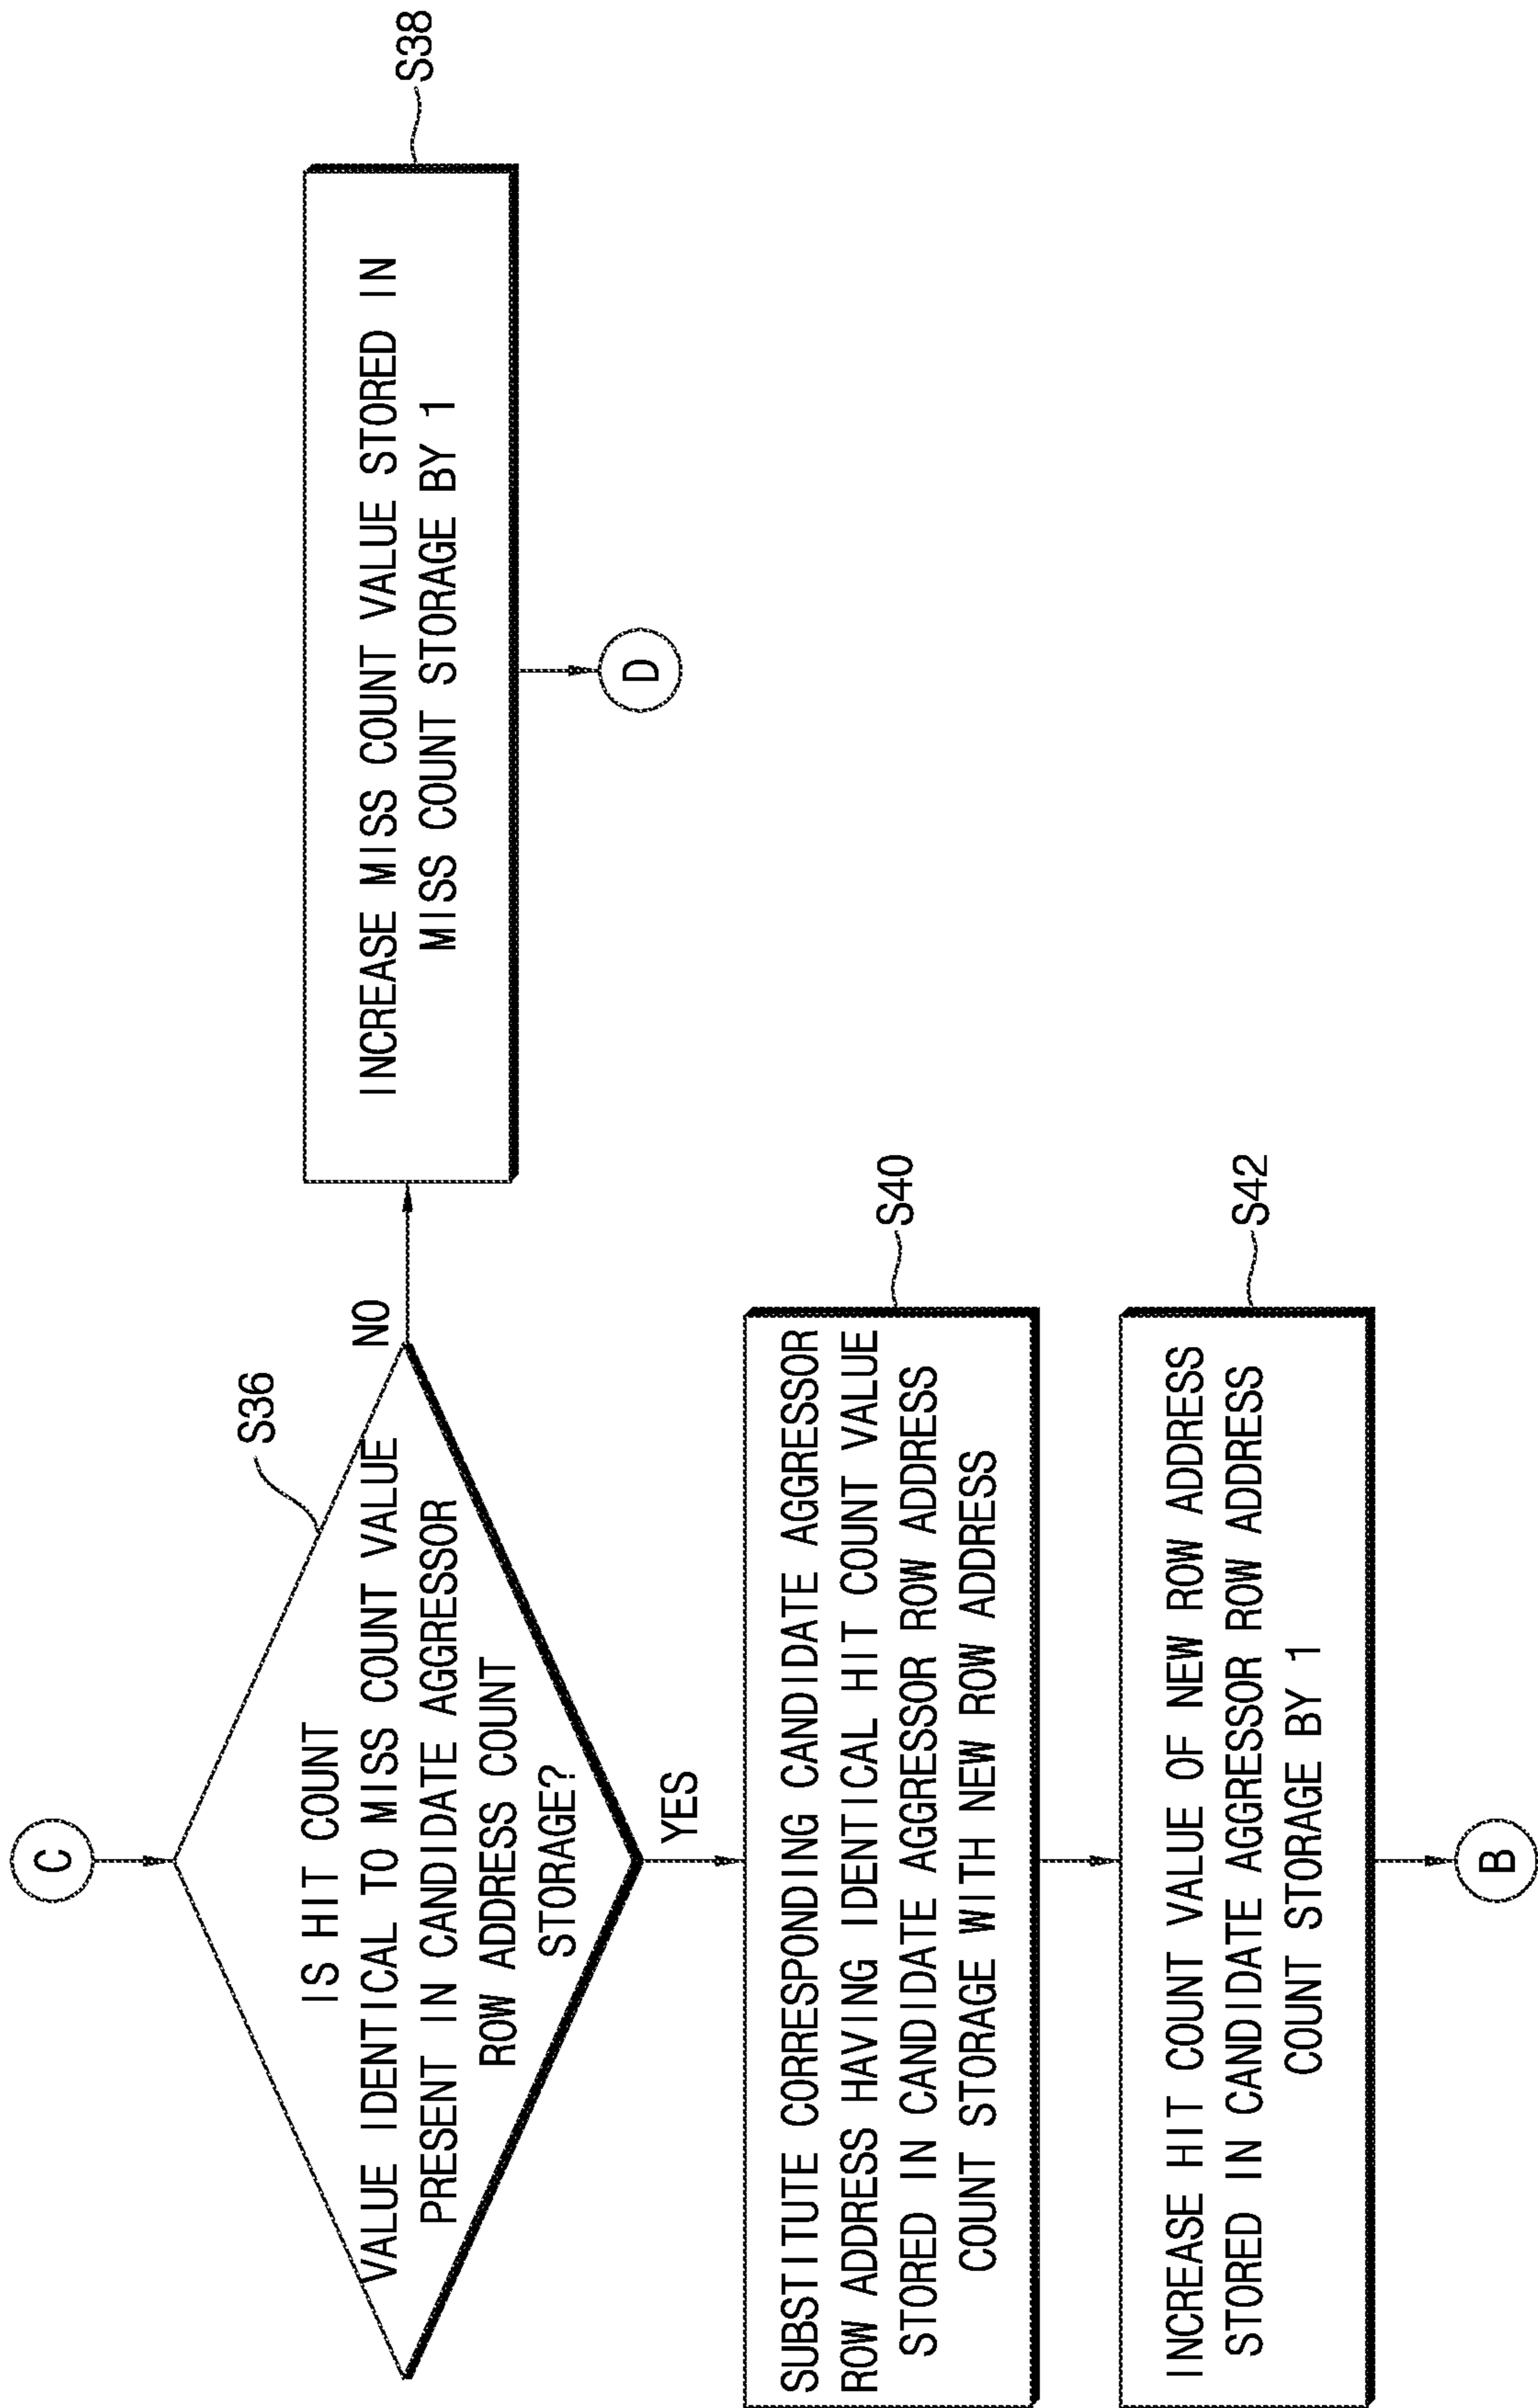 C
S36
IS HIT COUNT
VALUE IDENTICAL TO MISS COUNT VALUE
PRESENT IN CANDIDATE AGGRESSOR
ROW ADDRESS COUNT
STORAGE?
NO
YES
S38
INCREASE MISS COUNT VALUE STORED IN
MISS COUNT STORAGE BY 1
D
S40
SUBSTITUTE CORRESPONDING CANDIDATE AGGRESSOR
ROW ADDRESS HAVING IDENTICAL HIT COUNT VALUE
STORED IN CANDIDATE AGGRESSOR ROW ADDRESS
COUNT STORAGE WITH NEW ROW ADDRESS
S42
INCREASE HIT COUNT VALUE OF NEW ROW ADDRESS
STORED IN CANDIDATE AGGRESSOR ROW ADDRESS
COUNT STORAGE BY 1
B